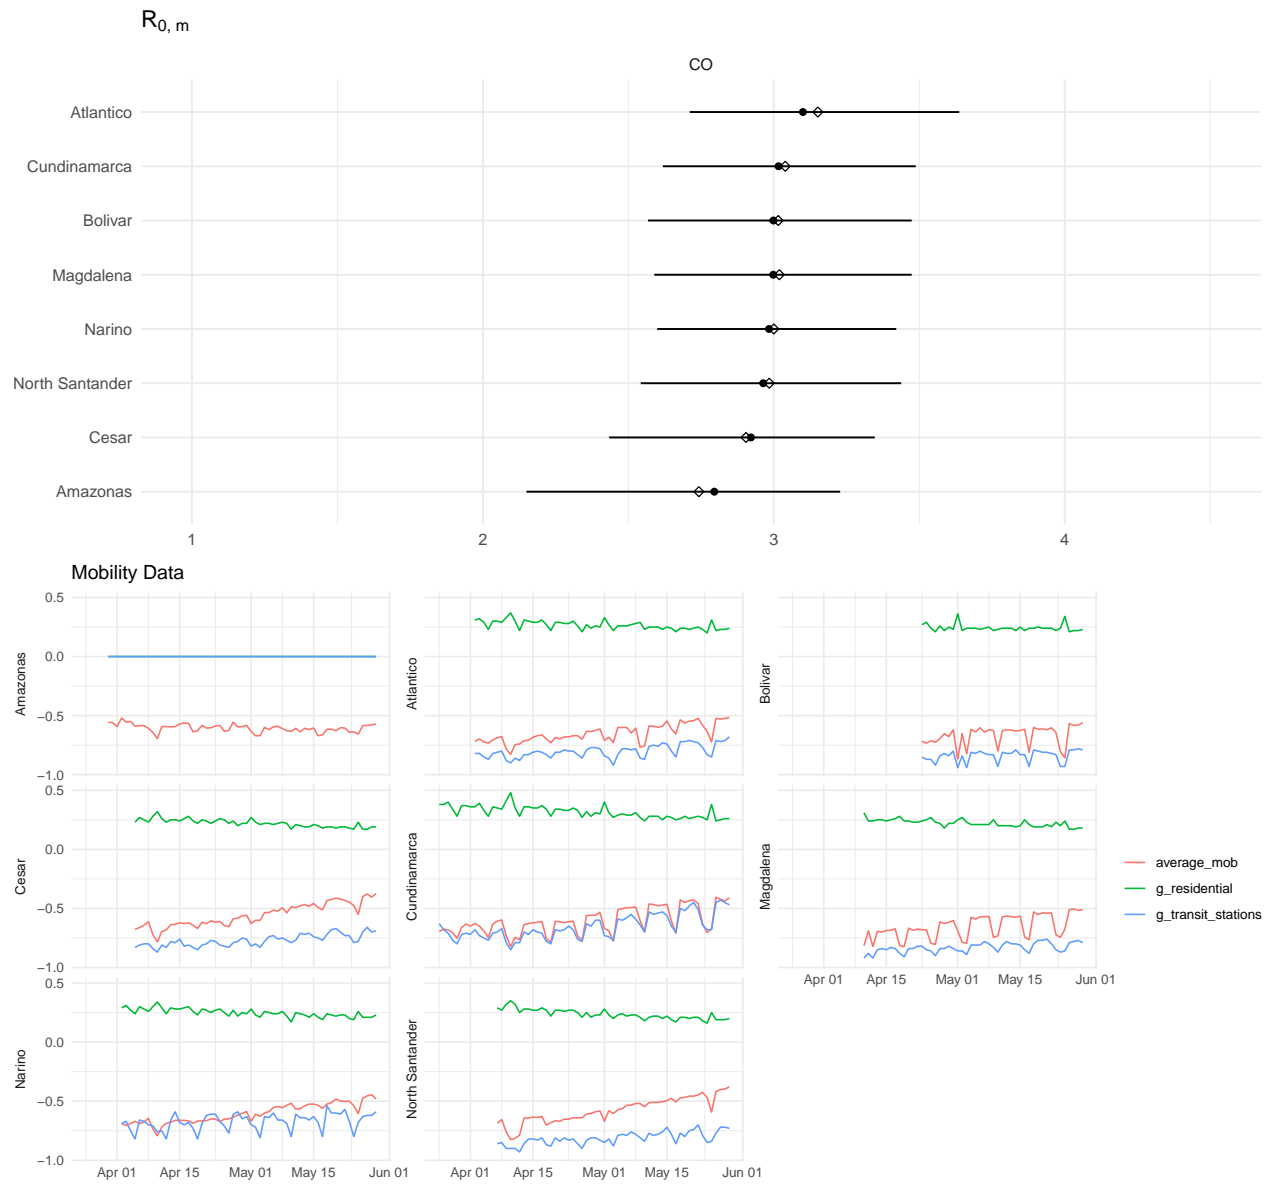 R0, m
CO
Atlantico
Cundinamarca
Bolivar
Magdalena
Narino
North Santander
Cesar
Amazonas
1 2 3 4
Mobility Data
0.5
0.0
−0.5
−1.0
Amazonas
Atlantico
Bolivar
0.5
0.0
−0.5
−1.0
Cesar
Cundinamarca
Magdalena
Apr 01 Apr 15 May 01 May 15 Jun 01
average_mob
g_residential
g_transit_stations
0.5
0.0
−0.5
−1.0
Narino
North Santander
Apr 01 Apr 15 May 01 May 15 Jun 01
Apr 01 Apr 15 May 01 May 15 Jun 01